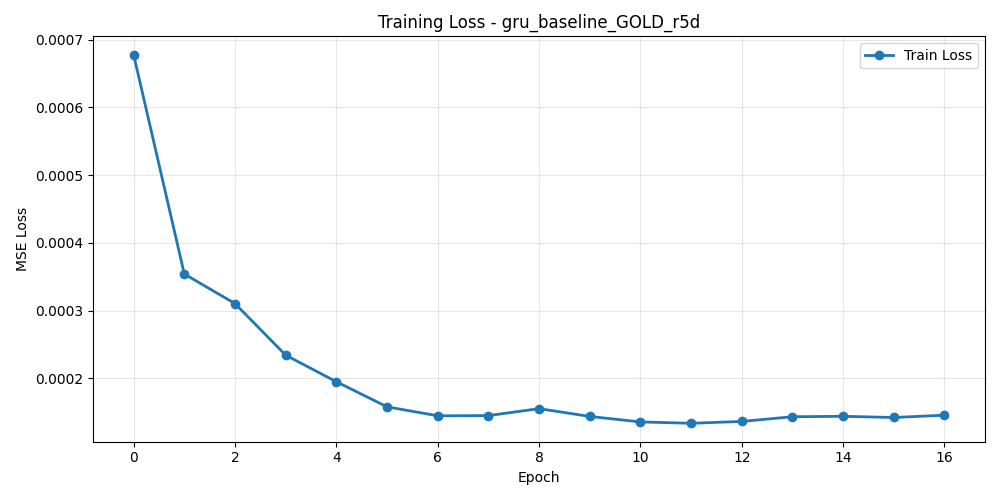 Training Loss - gru_baseline_GOLD_r5d
Train Loss
MSE Loss
0.0007
0.0006
0.0005
0.0004
0.0003
0.0002
0 2 4 6 8 10 12 14 16
Epoch